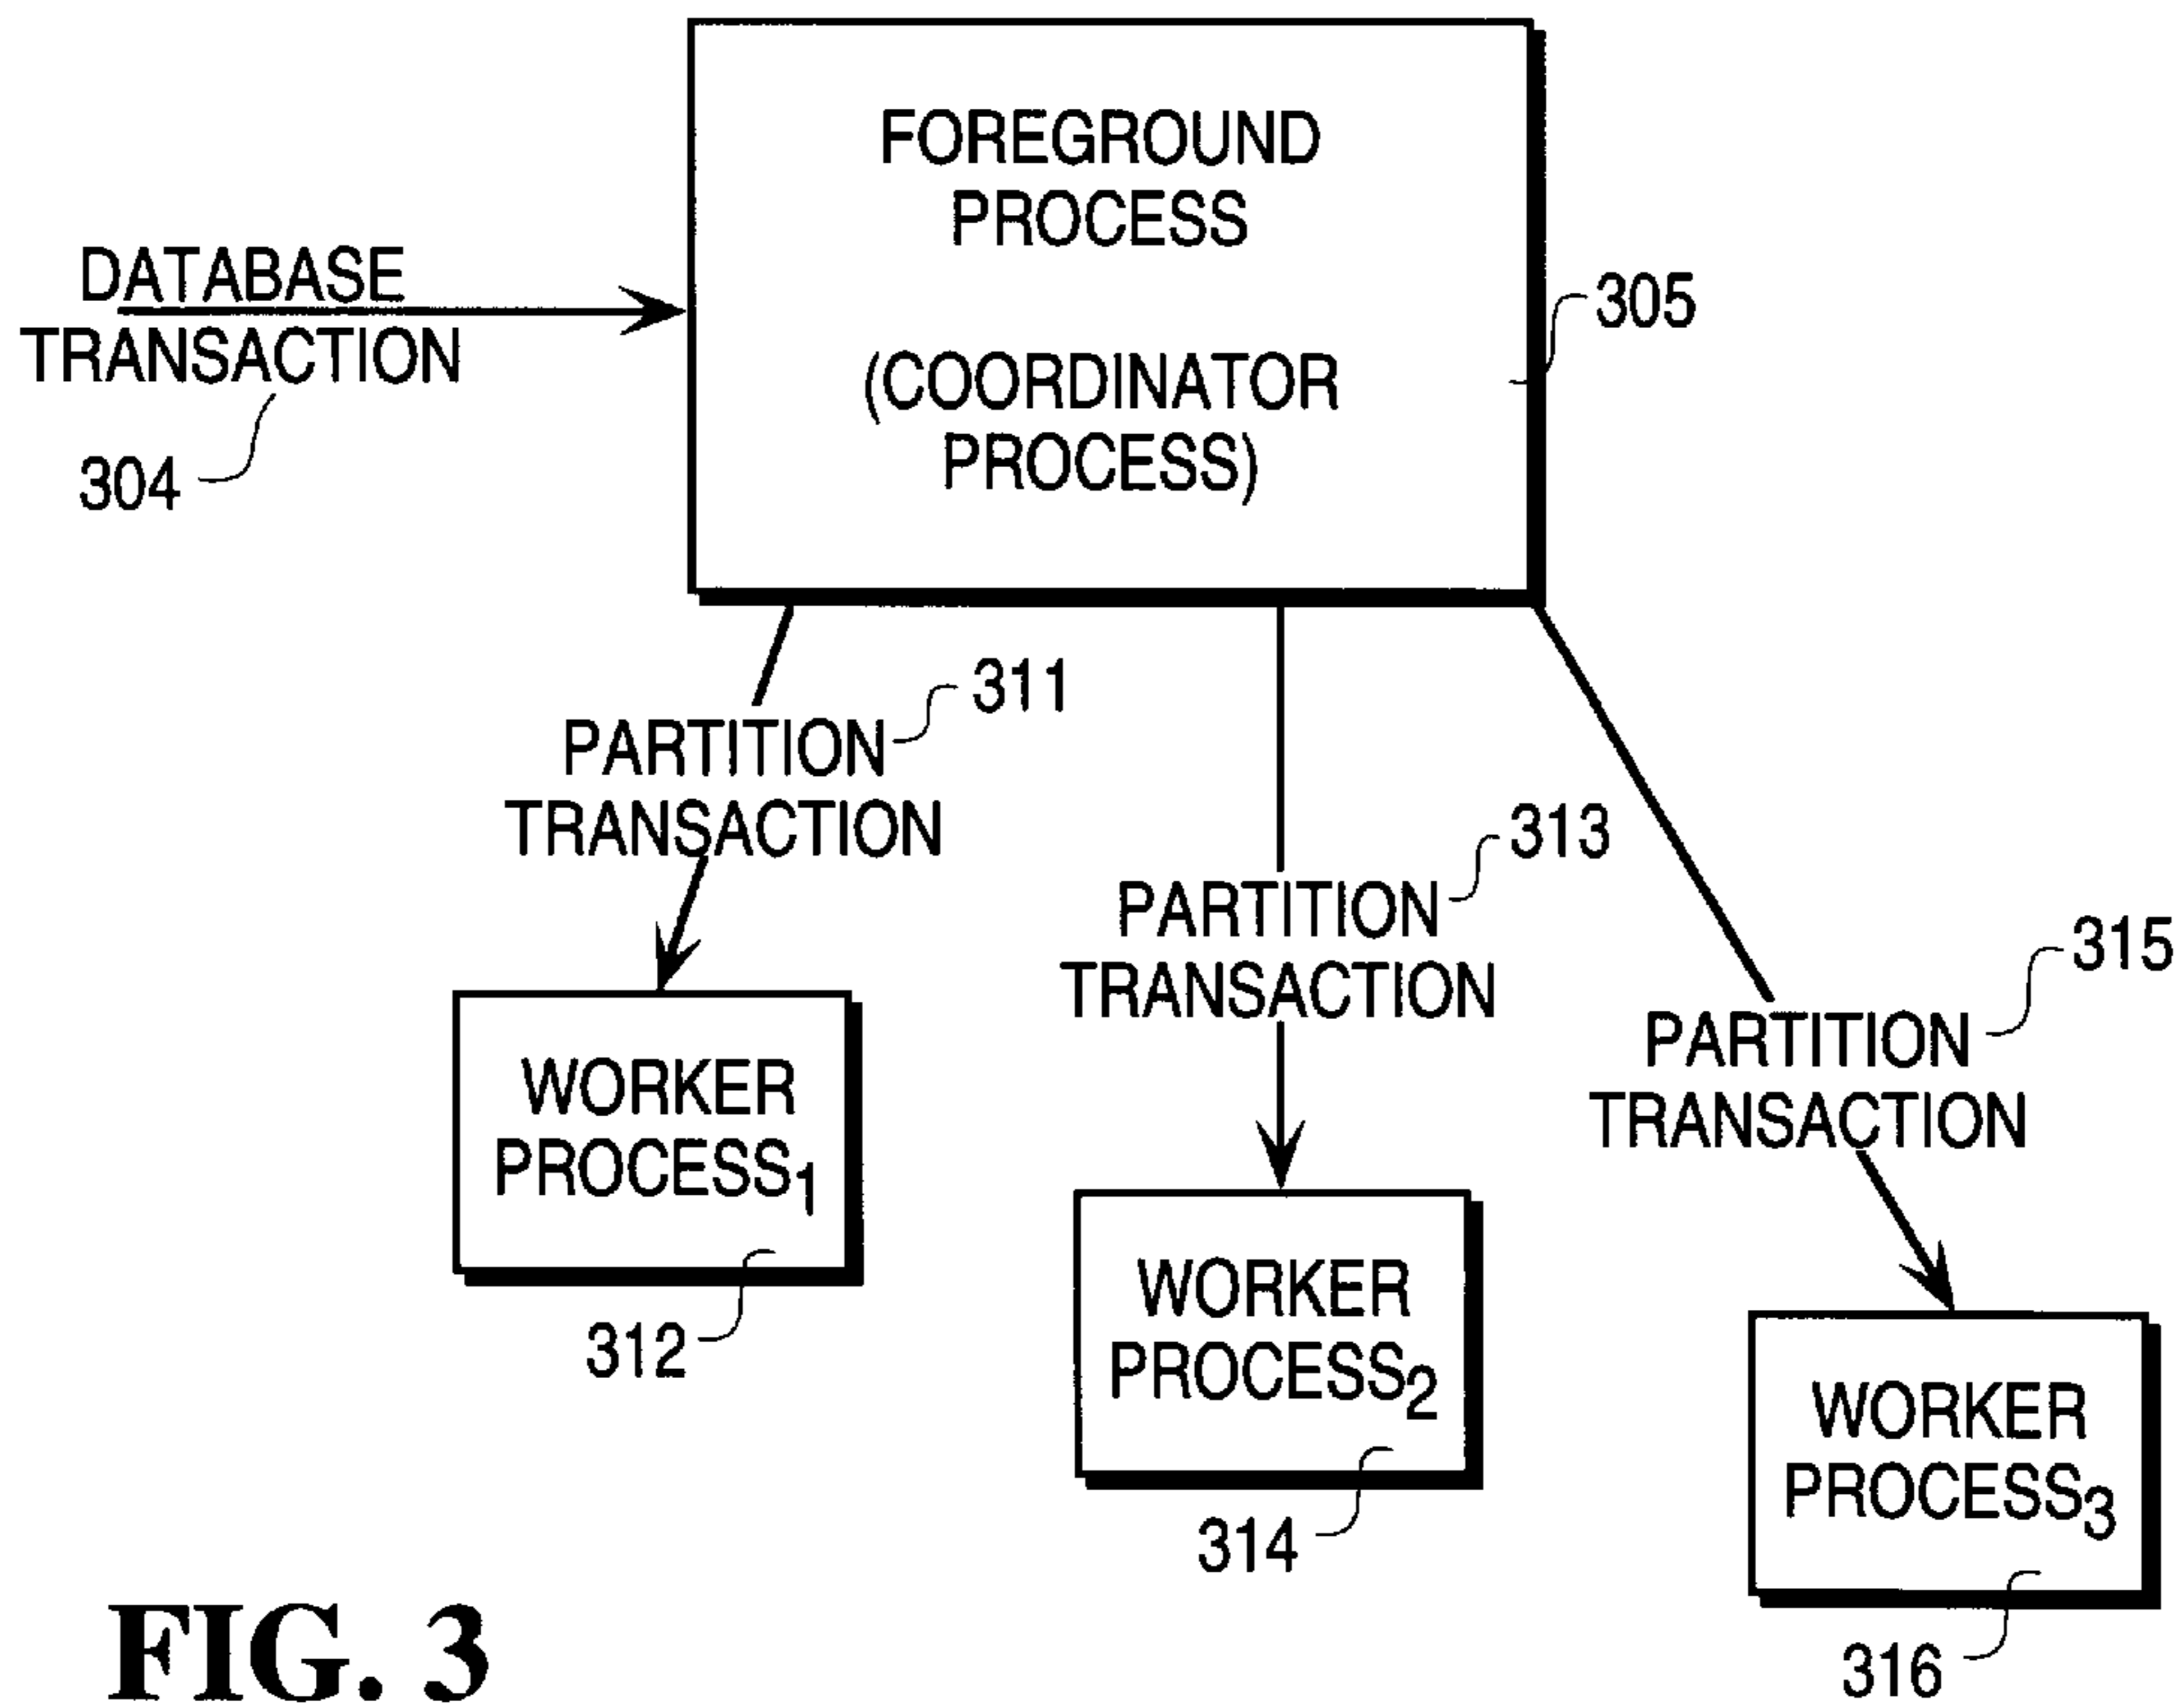 FOREGROUND
PROCESS
(COORDINATOR
PROCESS)
305
DATABASE
TRANSACTION
304
311
PARTITION
TRANSACTION
313
PARTITION
TRANSACTION
315
PARTITION
TRANSACTION
WORKER
PROCESS1
312
WORKER
PROCESS2
314
WORKER
PROCESS3
316
FIG. 3